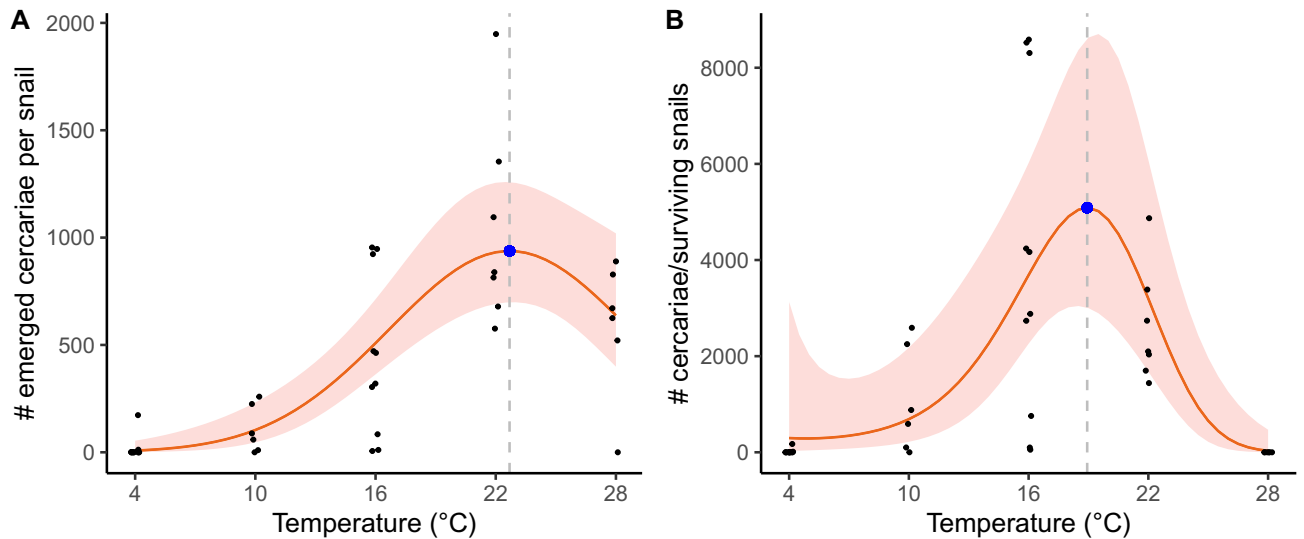 A
# emerged cercariae per snail
2000
1500
1000
500
0
4 10 16 22 28
Temperature (°C)
B
# cercariae/surviving snails
8000
6000
4000
2000
0
4 10 16 22 28
Temperature (°C)